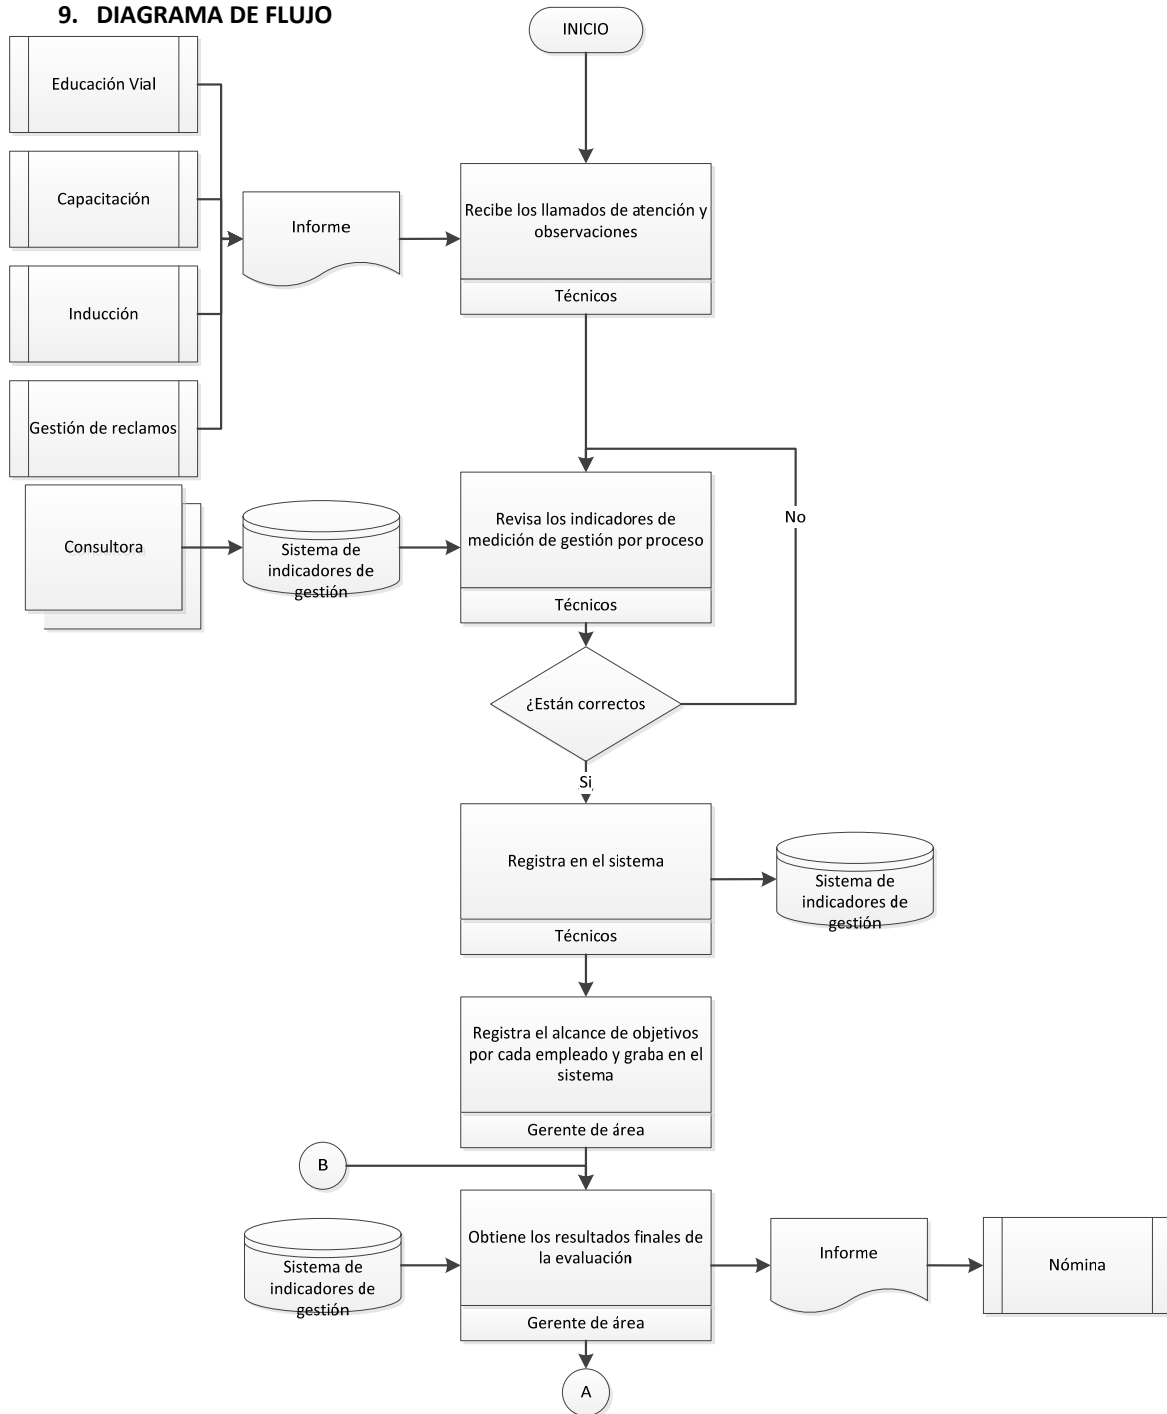 9. DIAGRAMA DE FLUJO
INICIO
Educación Vial
Capacitación
Inducción
Gestión de reclamos
Informe
Recibe los llamados de atención y
observaciones
Técnicos
Consultora
Sistema de
indicadores de
gestión
Revisa los indicadores de
medición de gestión por proceso
Técnicos
No
¿Están correctos
Si
Registra en el sistema
Técnicos
Sistema de
indicadores de
gestión
Registra el alcance de objetivos
por cada empleado y graba en el
sistema
Gerente de área
B
Sistema de
indicadores de
gestión
Obtiene los resultados finales de
la evaluación
Gerente de área
Informe
Nómina
A